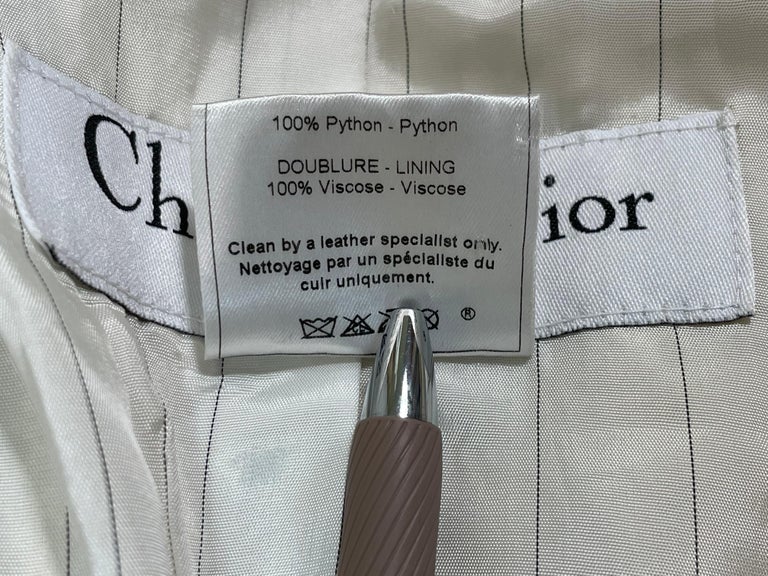 Ch ior
100% Python - Python
DOUBLURE - LINING
100% Viscose - Viscose
Clean by a leather specialist only.
Nettoyage par un spécialiste du
cuir uniquement.
®